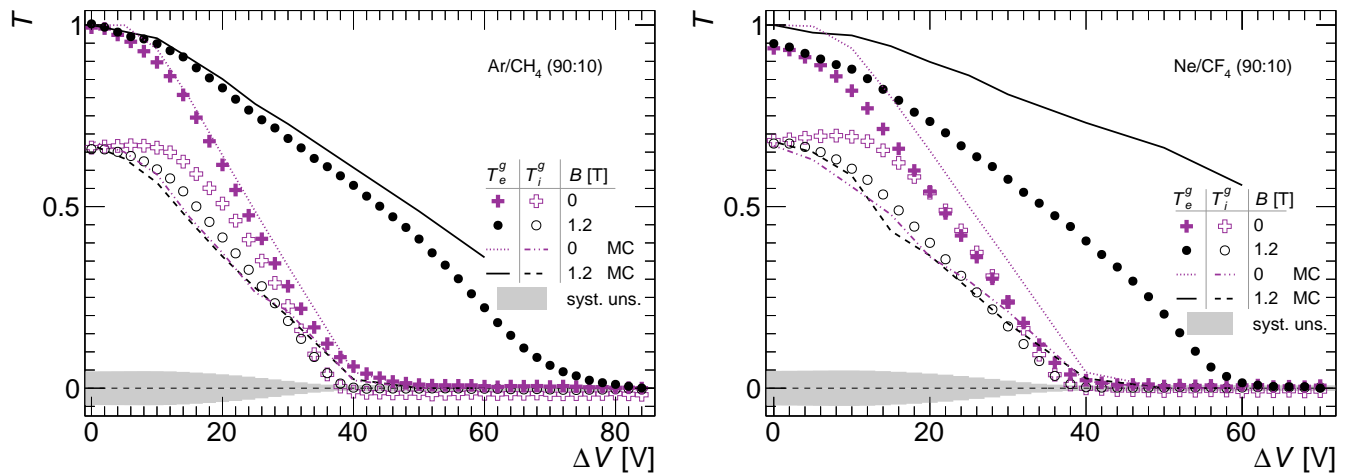 T
1
0.5
0
Ar/CH4 (90:10)
T_e^g T_i^g B [T]
0
1.2
0 MC
1.2 MC
syst. uns.
0 20 40 60 80
ΔV [V]
T
1
0.5
0
Ne/CF4 (90:10)
T_e^g T_i^g B [T]
0
1.2
0 MC
1.2 MC
syst. uns.
0 20 40 60
ΔV [V]